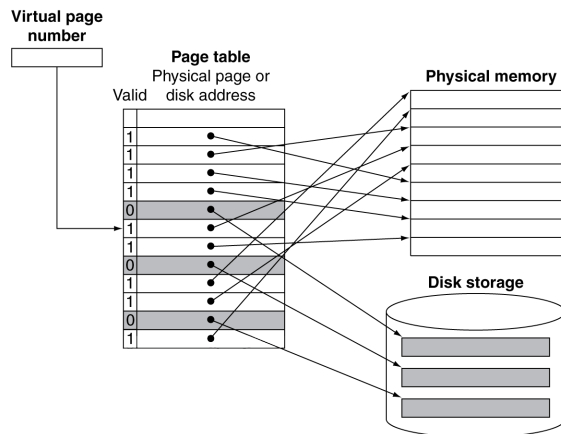 Virtual page
number
Page table
Physical page or
Valid disk address
Physical memory
1
1
1
1
0
1
1
0
1
1
0
1
Disk storage